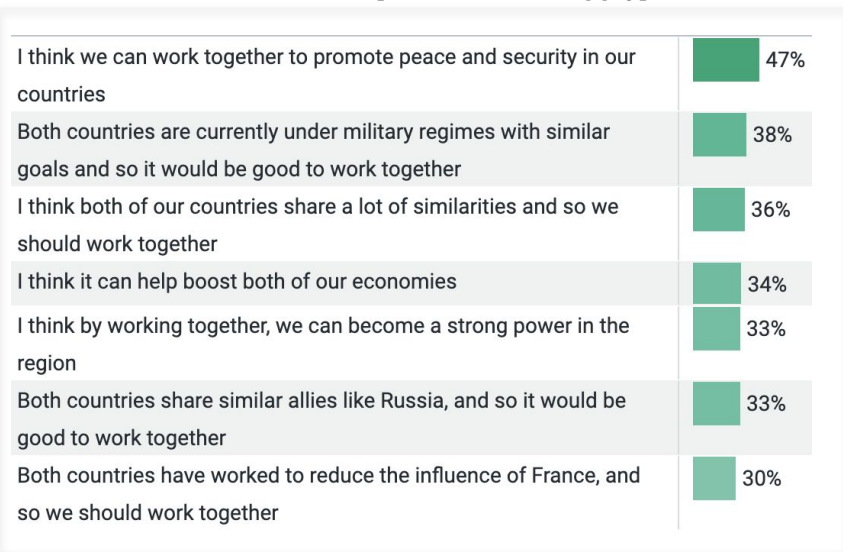 I think we can work together to promote peace and security in our
countries
47%
Both countries are currently under military regimes with similar
goals and so it would be good to work together
38%
I think both of our countries share a lot of similarities and so we
should work together
36%
I think it can help boost both of our economies
34%
I think by working together, we can become a strong power in the
region
33%
Both countries share similar allies like Russia, and so it would be
good to work together
33%
Both countries have worked to reduce the influence of France, and
so we should work together
30%